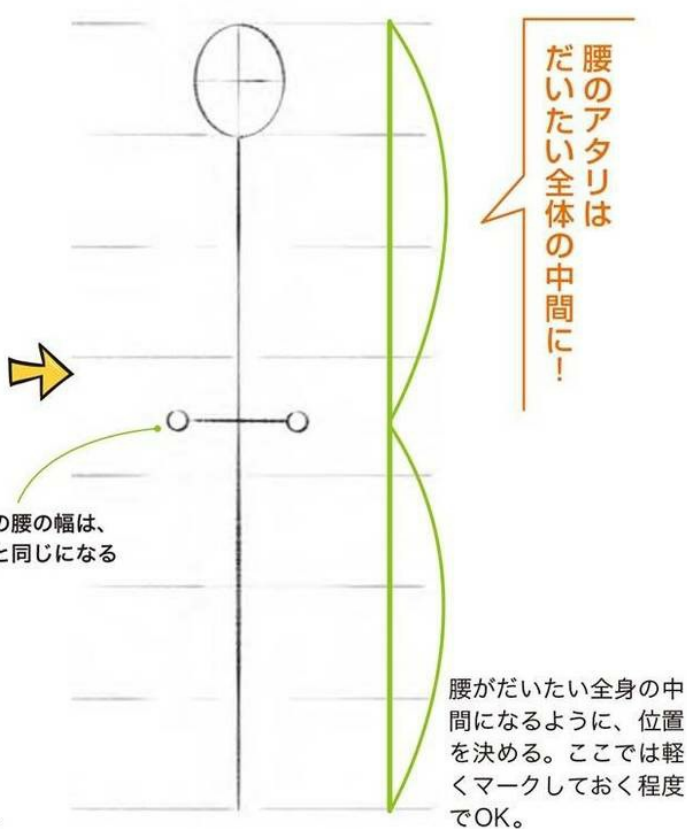 腰のアタリは
だいたい全体の中間に！
の腰の幅は、
と同じになる
腰がだいたい全身の中
間になるように、位置
を決める。ここでは軽
くマークしておく程度
でOK。